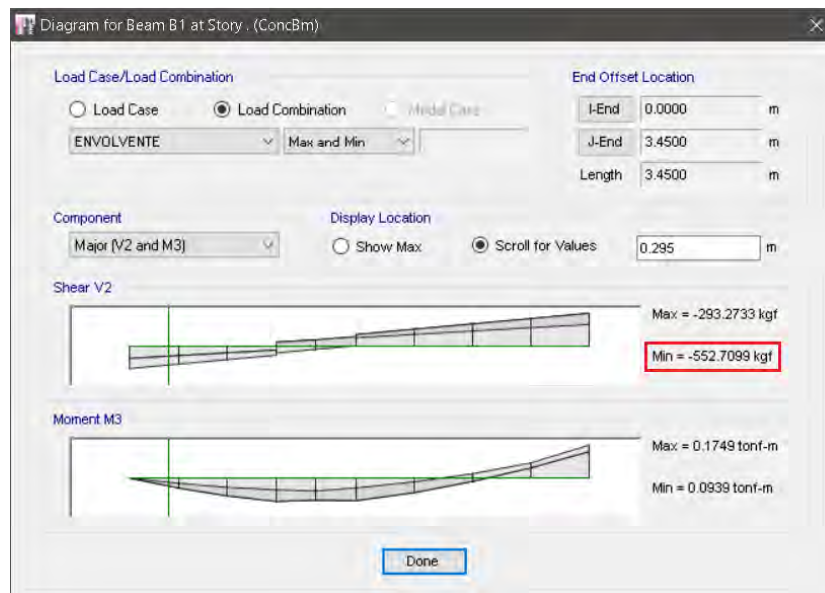 Diagram for Beam B1 at Story . (ConcBm)
Load Case/Load Combination
Load Case
Load Combination
Modal Case
ENVOLVENTE
Max and Min
End Offset Location
I-End
0.0000
m
J-End
3.4500
m
Length
3.4500
m
Component
Major (V2 and M3)
Display Location
Show Max
Scroll for Values
0.295
m
Shear V2
Max = -293.2733 kgf
Min = -552.7099 kgf
Moment M3
Max = 0.1749 tonf-m
Min = 0.0939 tonf-m
Done